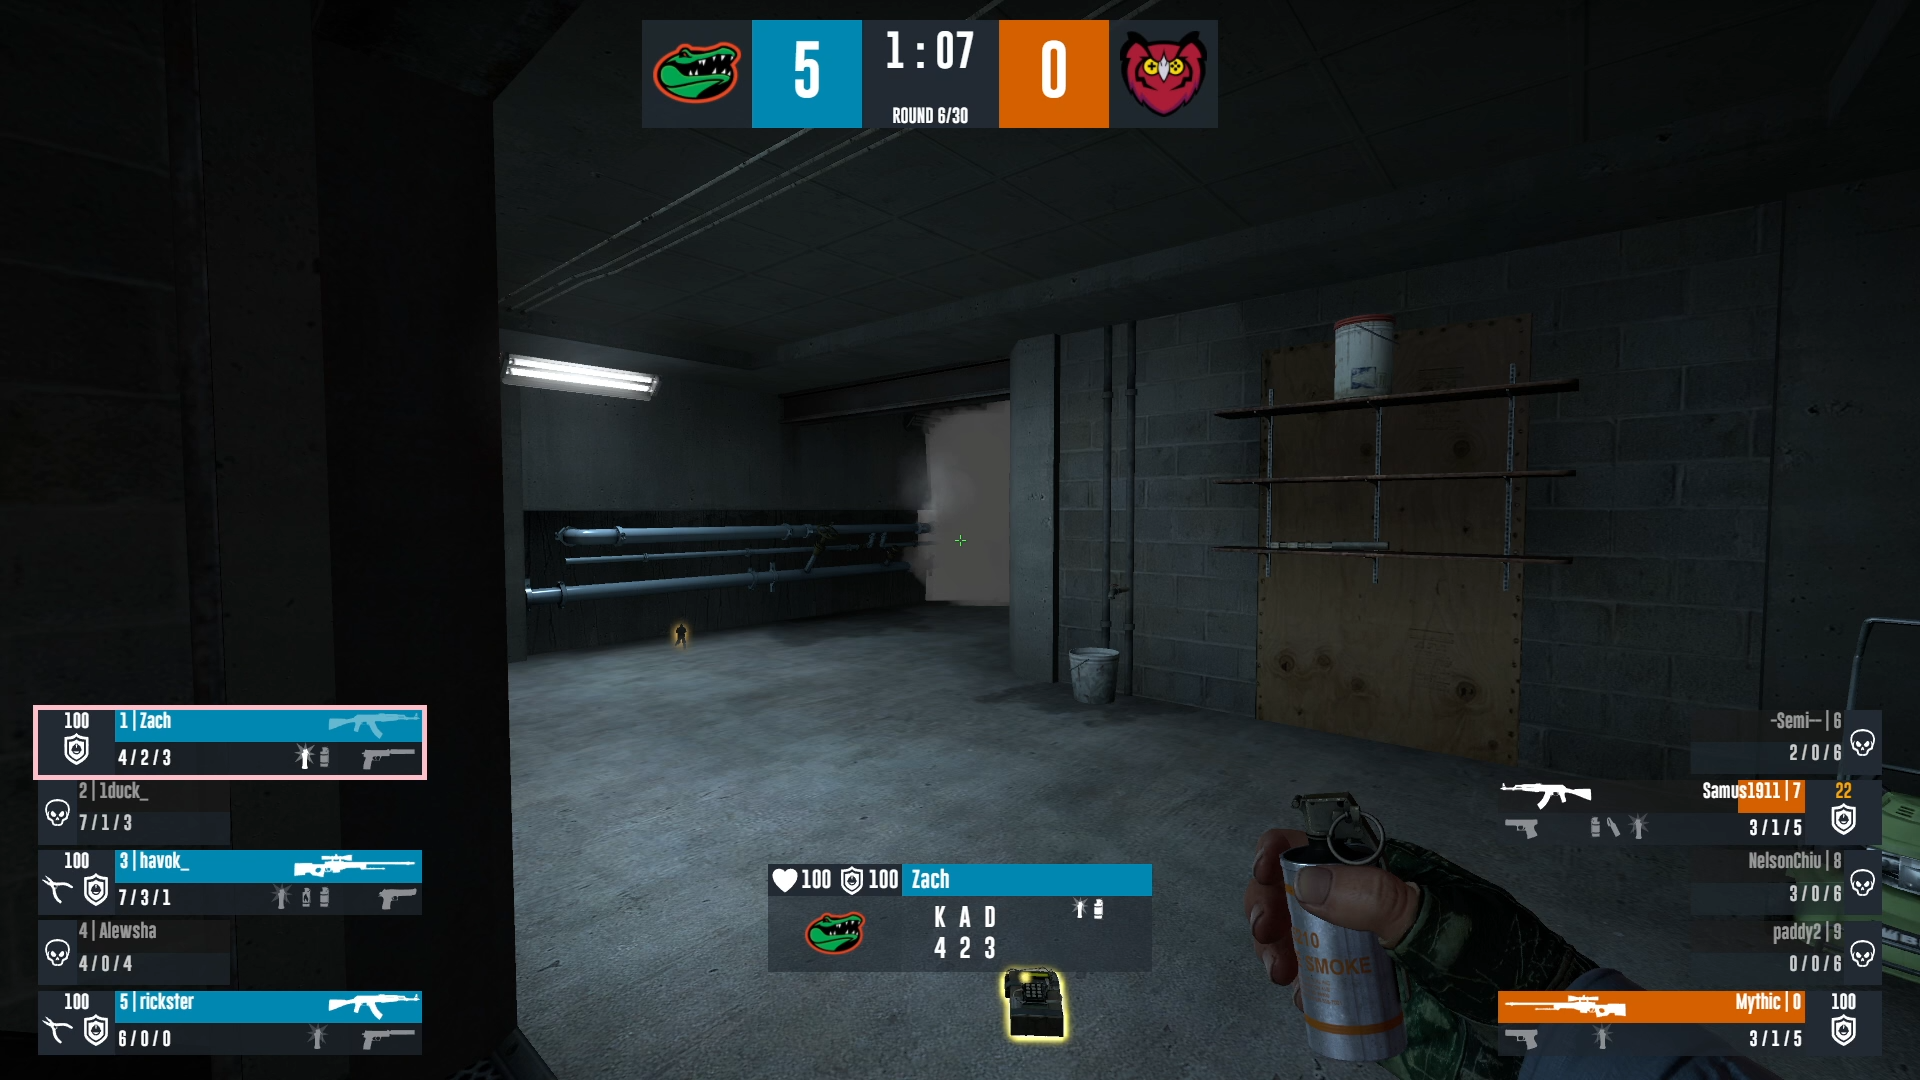 5
1 : 07
0
ROUND 6/30
100
1 | Zach
4 / 2 / 3
2 | 1duck_
7 / 1 / 3
100
3 | havok_
7 / 3 / 1
4 | Alewsha
4 / 0 / 4
100
5 | rickster
6 / 0 / 0
100
100
Zach
K A D
4 2 3
SMOKE
-Semi-- | 6
2 / 0 / 6
Samus1911 | 7
22
3 / 1 / 5
NelsonChiu | 8
3 / 0 / 6
paddy2 | 9
0 / 0 / 6
Mythic | 0
100
3 / 1 / 5